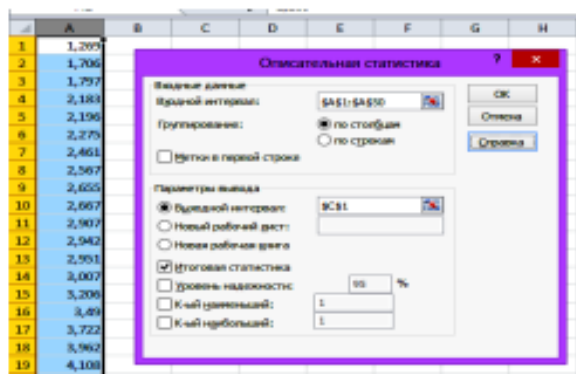 A B C D E F G H
1 1,269
2 1,706
3 1,797
4 2,183
5 2,196
6 2,275
7 2,461
8 2,567
9 2,655
10 2,667
11 2,907
12 2,942
13 2,951
14 3,007
15 3,206
16 3,49
17 3,722
18 3,962
19 4,108
Описательная статистика ?
Входные данные
Входной интервал: $A$1:$A$50
Группирование: по столбцам
по строкам
Метки в первой строке
Параметры вывода
Выходной интервал: $C$1
Новый рабочий лист:
Новая рабочая книга
Итоговая статистика
Уровень надежности: 95 %
К-ый наименьший: 1
К-ый наибольший: 1
ОК
Отмена
Справка